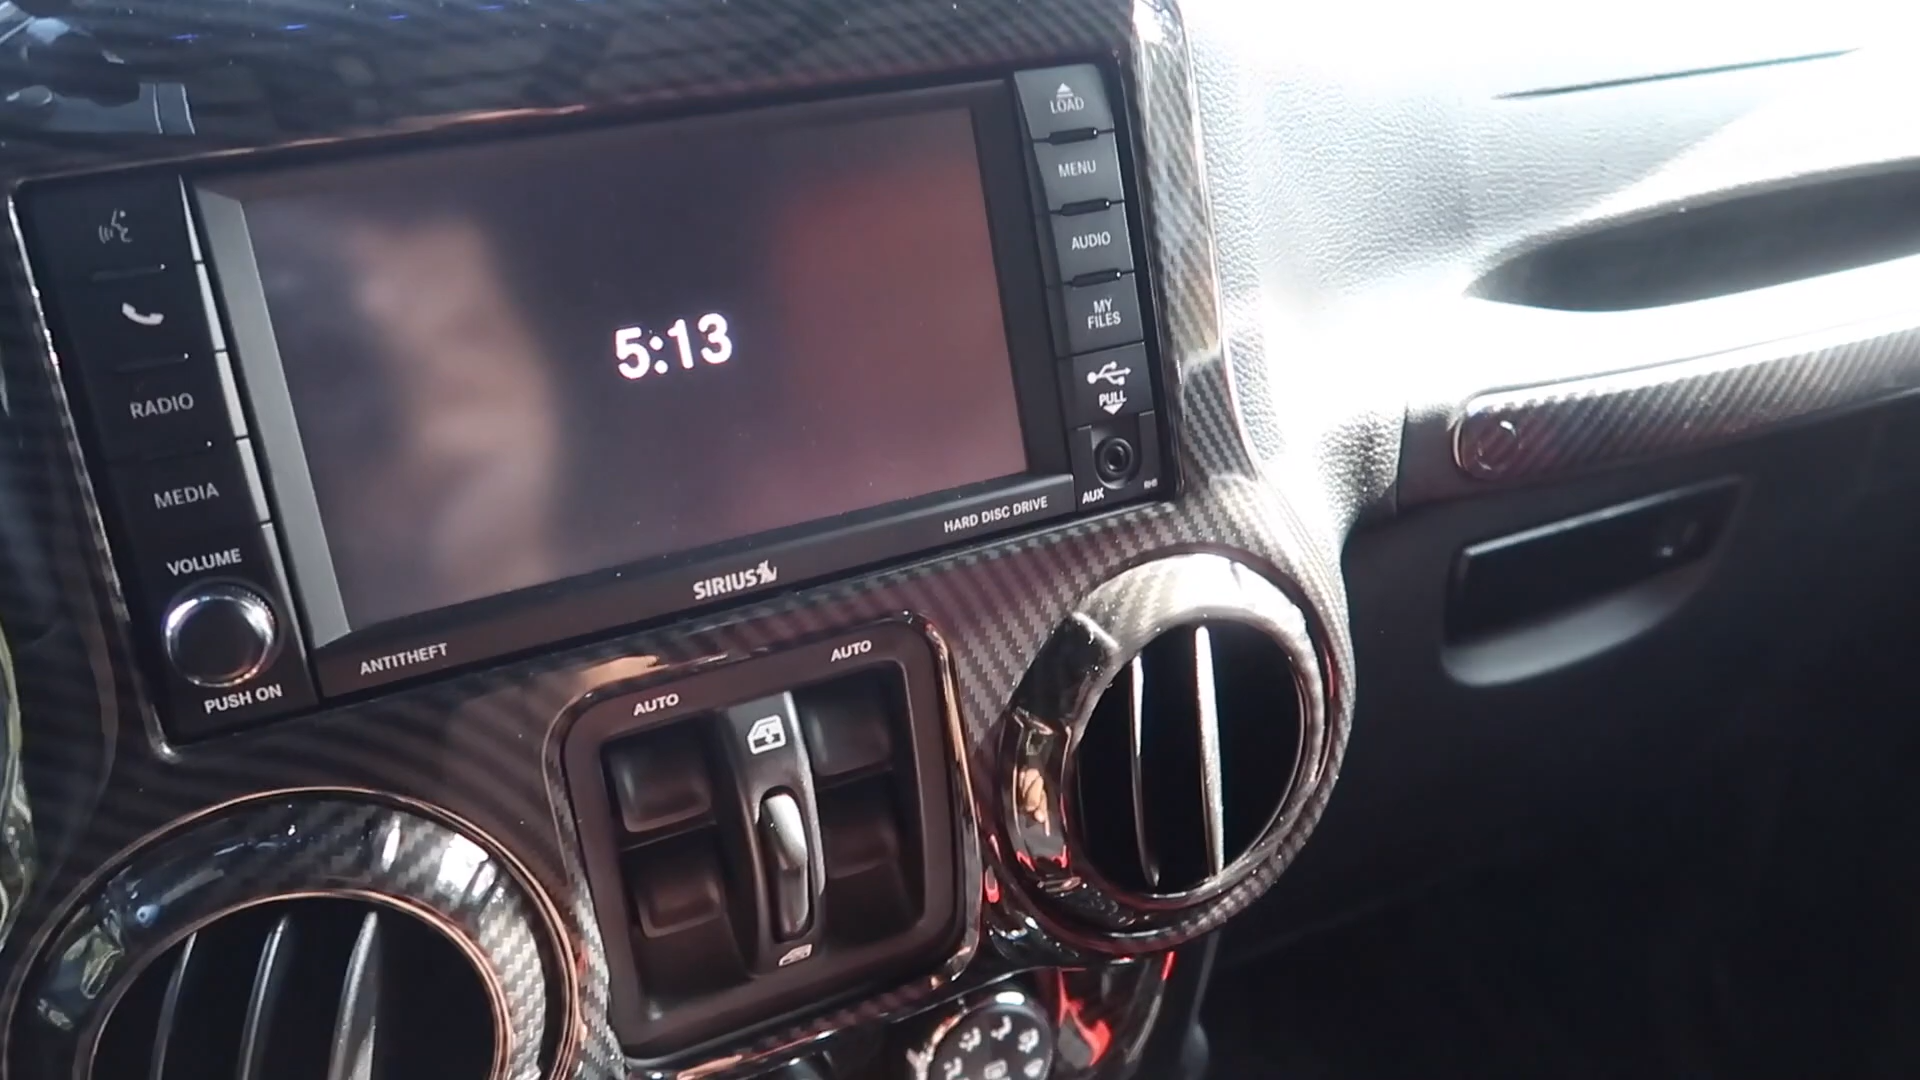 LOAD
MENU
AUDIO
MY
FILES
PULL
AUX
5:13
RADIO
MEDIA
VOLUME
PUSH ON
ANTITHEFT
SIRIUS
HARD DISC DRIVE
AUTO
AUTO